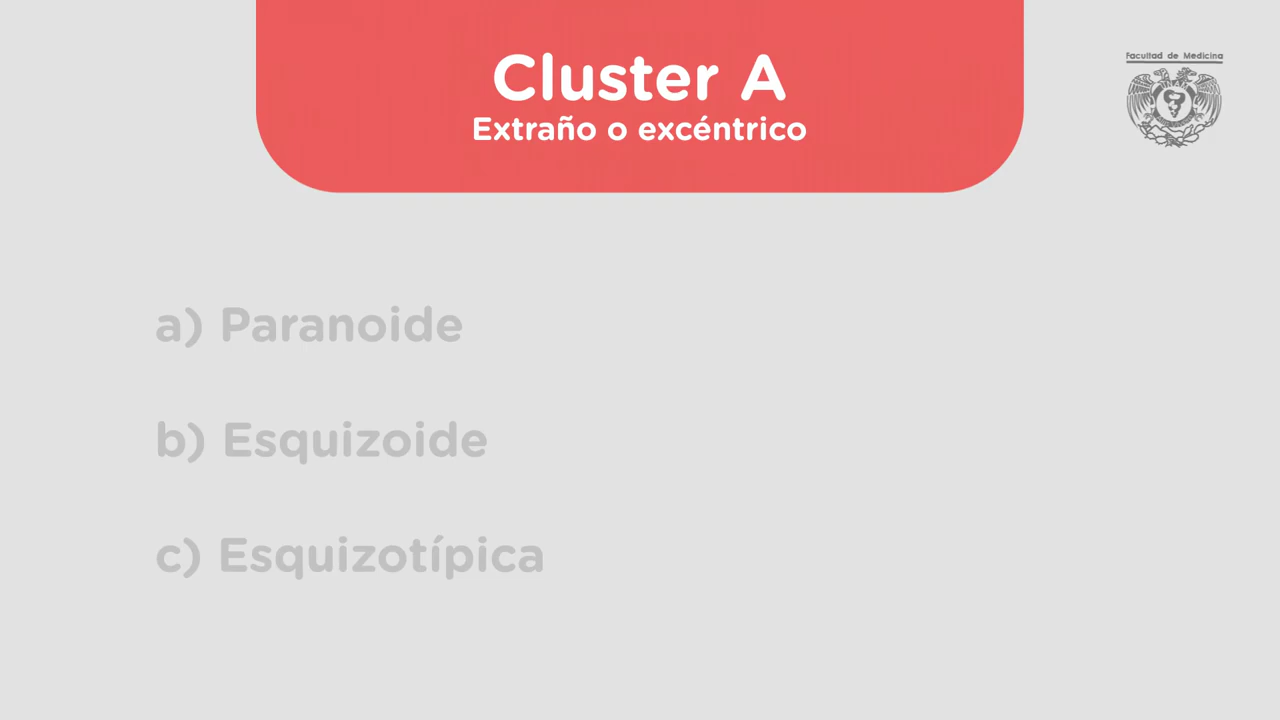 Cluster A
Extraño o excéntrico
Facultad de Medicina
a) Paranoide
b) Esquizoide
c) Esquizotípica